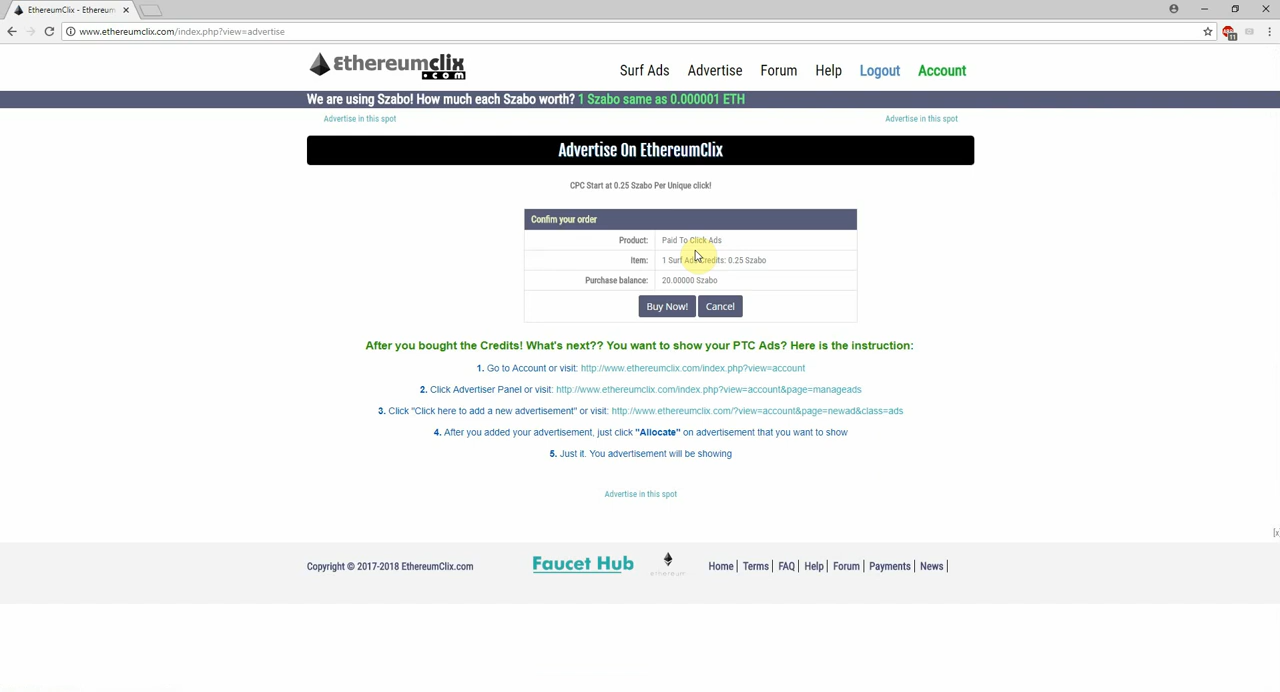 EthereumClix - Ethereum
www.ethereumclix.com/index.php?view=advertise
11
Ethereumclix
.com
Surf Ads Advertise Forum Help Logout Account
We are using Szabo! How much each Szabo worth? 1 Szabo same as 0.000001 ETH
Advertise in this spot Advertise in this spot
Advertise On EthereumClix
CPC Start at 0.25 Szabo Per Unique click!
Confim your order
Product: Paid To Click Ads
Item: 1 Surf Ads Credits: 0.25 Szabo
Purchase balance: 20.00000 Szabo
Buy Now! Cancel
After you bought the Credits! What's next?? You want to show your PTC Ads? Here is the instruction:
1. Go to Account or visit: http://www.ethereumclix.com/index.php?view=account
2. Click Advertiser Panel or visit: http://www.ethereumclix.com/index.php?view=account&page=manageads
3. Click "Click here to add a new advertisement" or visit: http://www.ethereumclix.com/?view=account&page=newad&class=ads
4. After you added your advertisement, just click "Allocate" on advertisement that you want to show
5. Just it. You advertisement will be showing
Advertise in this spot
[x]
Copyright © 2017-2018 EthereumClix.com Faucet Hub ethereum Home | Terms | FAQ | Help | Forum | Payments | News |